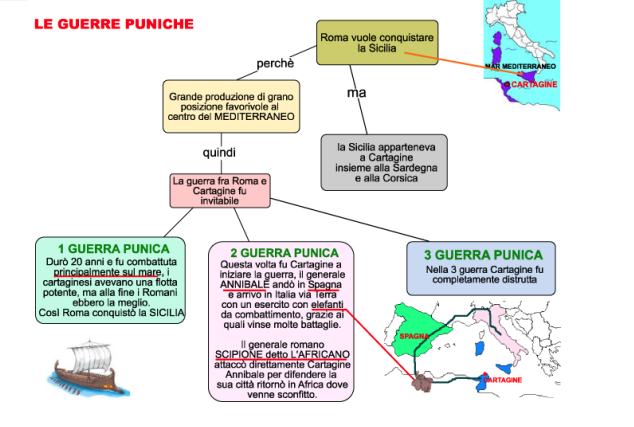 LE GUERRE PUNICHE
Roma vuole conquistare
la Sicilia
MAR MEDITERRANEO
CARTAGINE
perchè
ma
Grande produzione di grano
posizione favorivole al
centro del MEDITERRANEO
la Sicilia apparteneva
a Cartagine
insieme alla Sardegna
e alla Corsica
quindi
La guerra fra Roma e
Cartagine fu
invitabile
1 GUERRA PUNICA
Durò 20 anni e fu combattuta
principalmente sul mare, i
cartaginesi avevano una flotta
potente, ma alla fine i Romani
ebbero la meglio.
Così Roma conquistò la SICILIA
2 GUERRA PUNICA
Questa volta fu Cartagine a
iniziare la guerra, il generale
ANNIBALE andò in Spagna
e arrivo in Italia via Terra
con un esercito con elefanti
da combattimento, grazie ai
quali vinse molte battaglie.
Il generale romano
SCIPIONE detto L'AFRICANO
attaccò direttamente Cartagine
Annibale per difendere la
sua città ritornò in Africa dove
venne sconfitto.
3 GUERRA PUNICA
Nella 3 guerra Cartagine fu
completamente distrutta
SPAGNA
CARTAGINE